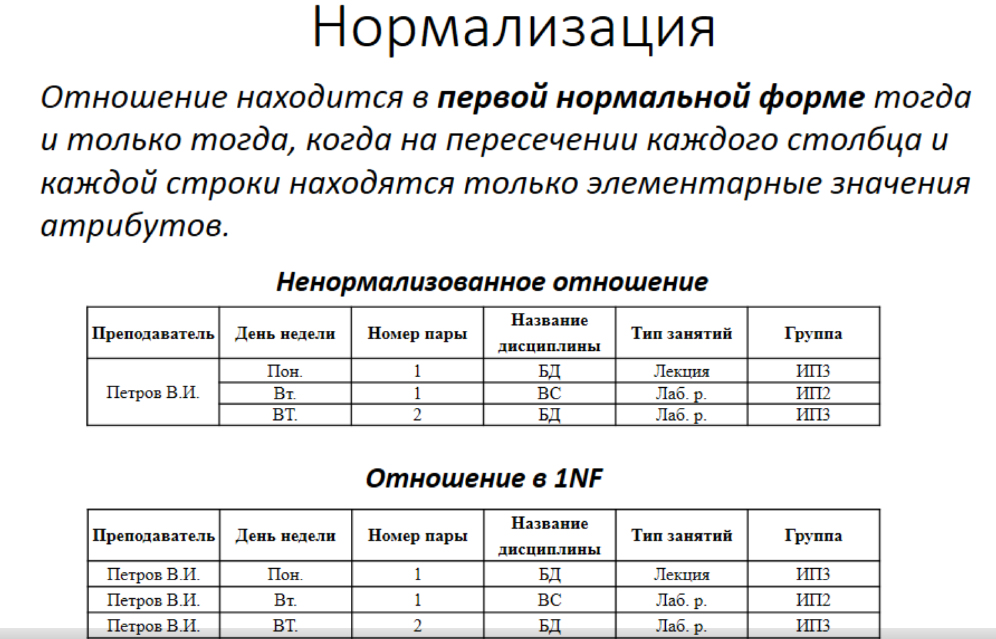 Нормализация
Отношение находится в первой нормальной форме тогда
и только тогда, когда на пересечении каждого столбца и
каждой строки находятся только элементарные значения
атрибутов.
Ненормализованное отношение
Преподаватель День недели Номер пары Название дисциплины Тип занятий Группа
Петров В.И. Пон. 1 БД Лекция ИП3
Вт. 1 ВС Лаб. р. ИП2
ВТ. 2 БД Лаб. р. ИП3
Отношение в 1NF
Преподаватель День недели Номер пары Название дисциплины Тип занятий Группа
Петров В.И. Пон. 1 БД Лекция ИП3
Петров В.И. Вт. 1 ВС Лаб. р. ИП2
Петров В.И. ВТ. 2 БД Лаб. р. ИП3